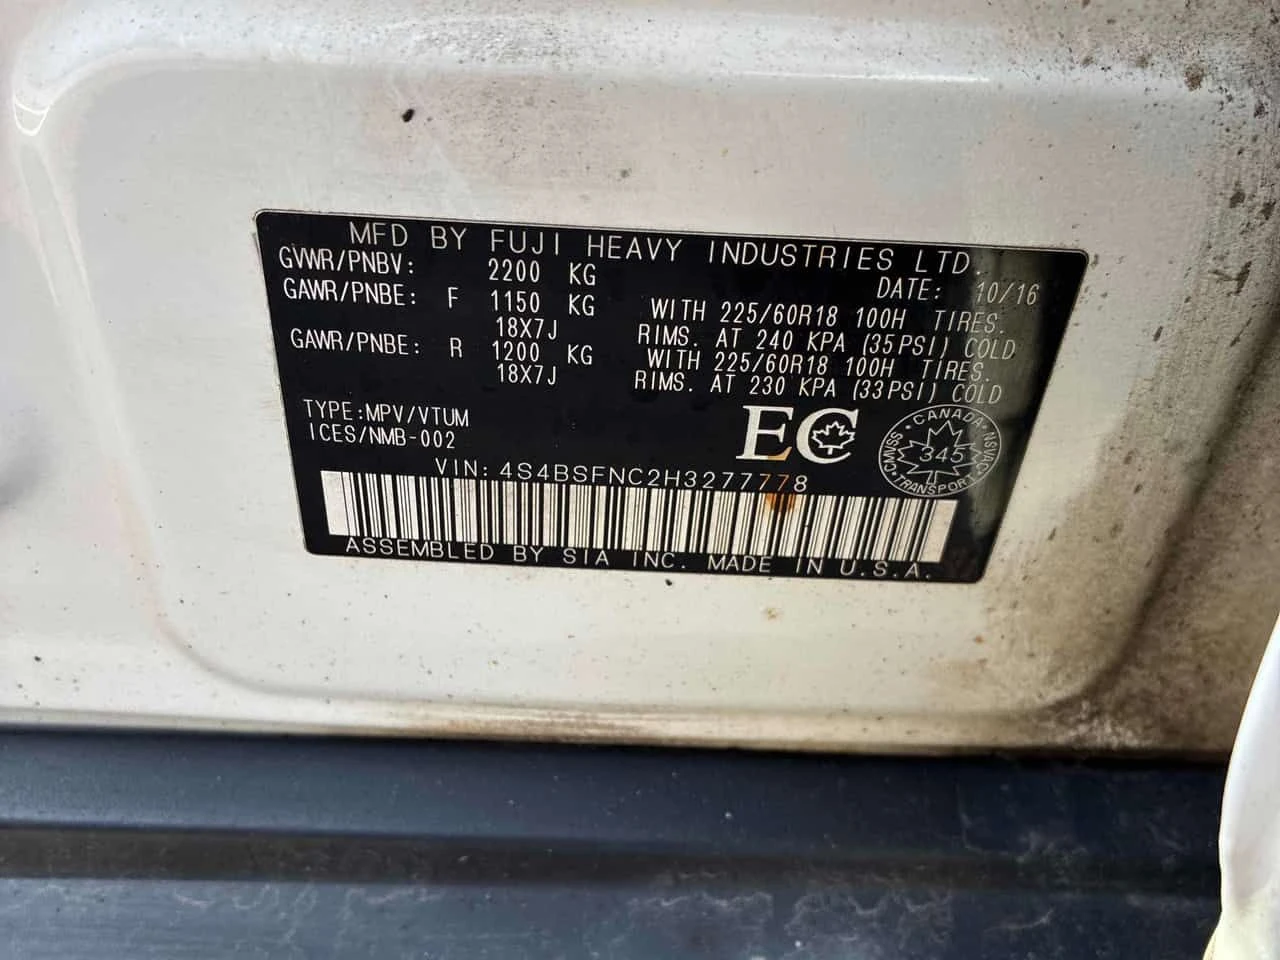 MFD BY FUJI HEAVY INDUSTRIES LTD.
GVWR/PNBV: 2200 KG DATE: 10/16
GAWR/PNBE: F 1150 KG WITH 225/60R18 100H TIRES.
18X7J RIMS. AT 240 KPA (35PSI) COLD
GAWR/PNBE: R 1200 KG WITH 225/60R18 100H TIRES.
18X7J RIMS. AT 230 KPA (33PSI) COLD
TYPE:MPV/VTUM
ICES/NMB-002
EC
CANADA
CMVSS 345 NSVAC
TRANSPORT
VIN: 4S4BSFNC2H3277778
ASSEMBLED BY SIA INC. MADE IN U.S.A.